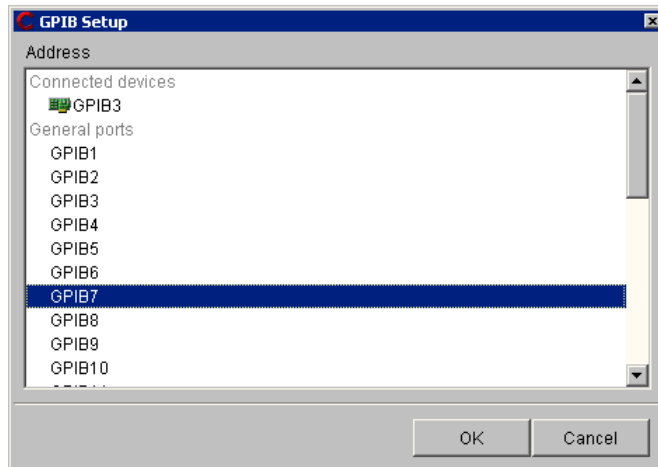 GPIB Setup
Address
Connected devices
GPIB3
General ports
GPIB1
GPIB2
GPIB3
GPIB4
GPIB5
GPIB6
GPIB7
GPIB8
GPIB9
GPIB10
OK
Cancel